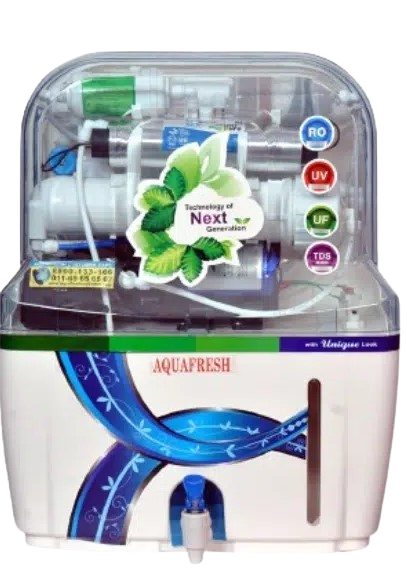 RO
UV
Technology of
Next
Generation
UF
TDS
with Unique Look
AQUAFRESH